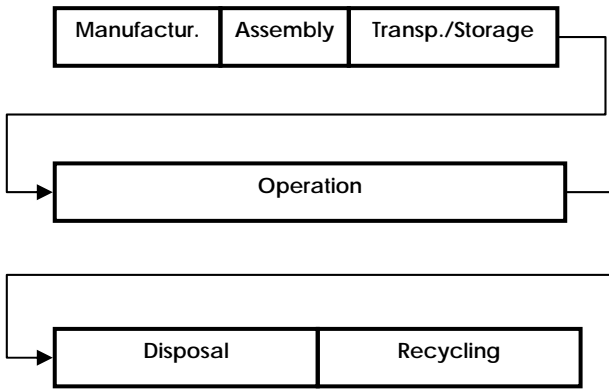 Manufactur. Assembly Transp./Storage
Operation
Disposal Recycling